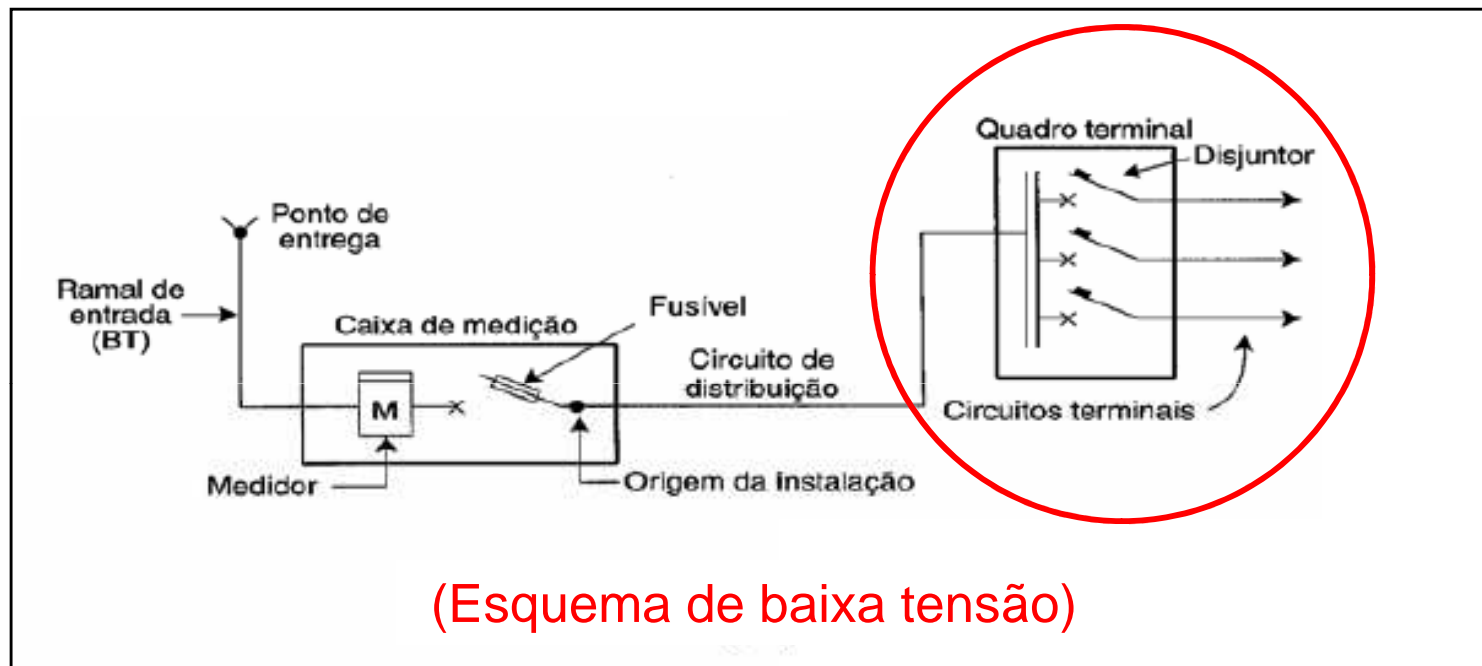 Quadro terminal
Disjuntor
Ponto de
entrega
Ramal de
entrada
(BT)
Caixa de medição
Fusível
Circuito de
distribuição
M
Circuitos terminais
Medidor
Origem da instalação
(Esquema de baixa tensão)